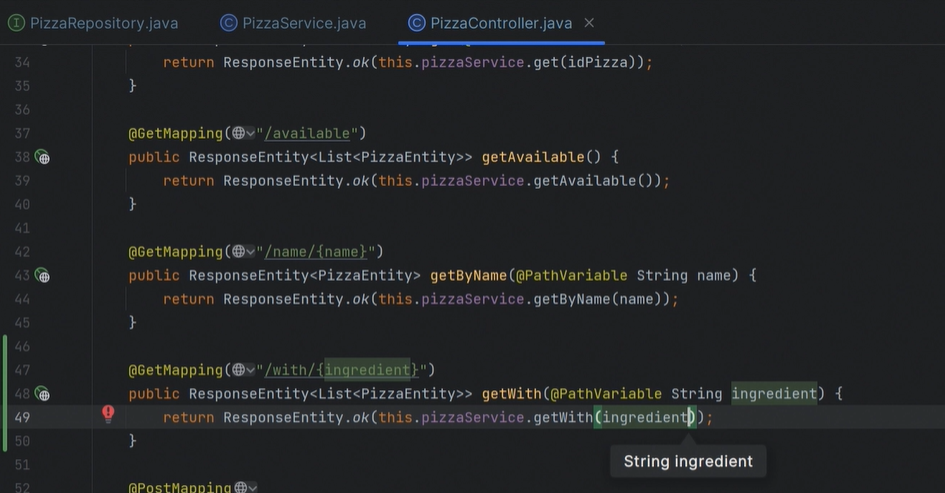 PizzaRepository.java PizzaService.java PizzaController.java
34 return ResponseEntity.ok(this.pizzaService.get(idPizza));
35 }
36
37 @GetMapping("/available")
38 public ResponseEntity<List<PizzaEntity>> getAvailable() {
39 return ResponseEntity.ok(this.pizzaService.getAvailable());
40 }
41
42 @GetMapping("/name/{name}")
43 public ResponseEntity<PizzaEntity> getByName(@PathVariable String name) {
44 return ResponseEntity.ok(this.pizzaService.getByName(name));
45 }
46
47 @GetMapping("/with/{ingredient}")
48 public ResponseEntity<List<PizzaEntity>> getWith(@PathVariable String ingredient) {
49 return ResponseEntity.ok(this.pizzaService.getWith(ingredient));
50 }
String ingredient
51
52 @PostMapping